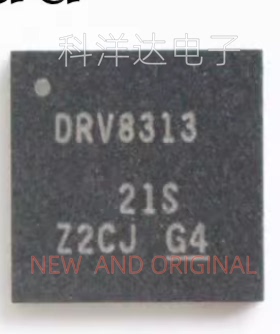 科洋达电子
DRV8313
21S
Z2CJ G4
NEW AND ORIGINAL